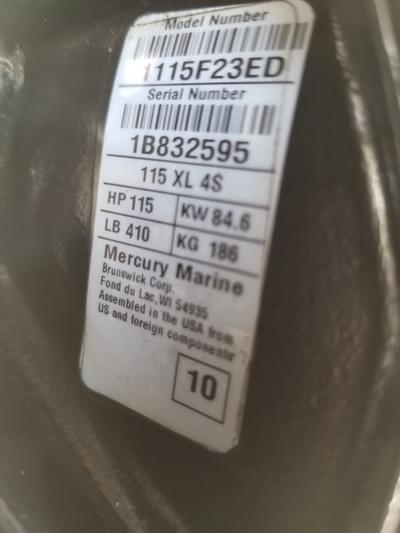 Model Number
1115F23ED
Serial Number
1B832595
115 XL 4S
HP 115 KW 84.6
LB 410 KG 186
Mercury Marine
Brunswick Corp.
Fond du Lac, WI 54935
Assembled in the USA from
US and foreign components
10